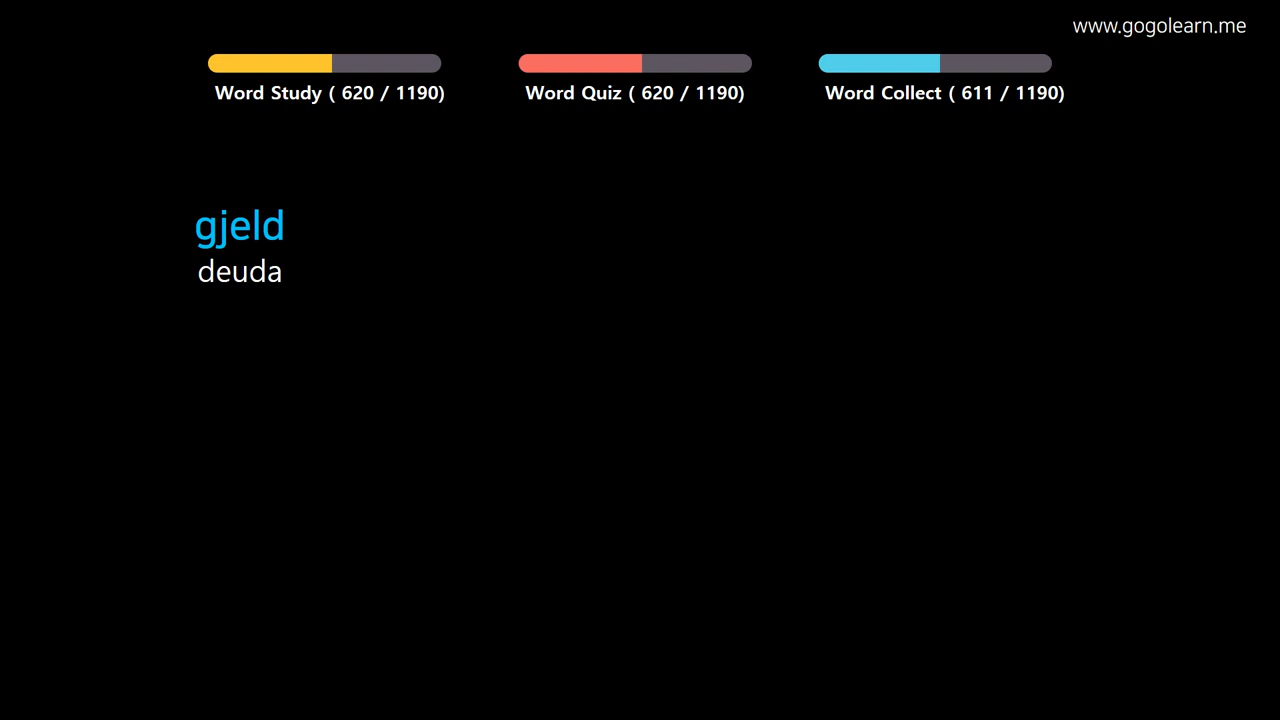 www.gogolearn.me
Word Study ( 620 / 1190)
Word Quiz ( 620 / 1190)
Word Collect ( 611 / 1190)
gjeld
deuda